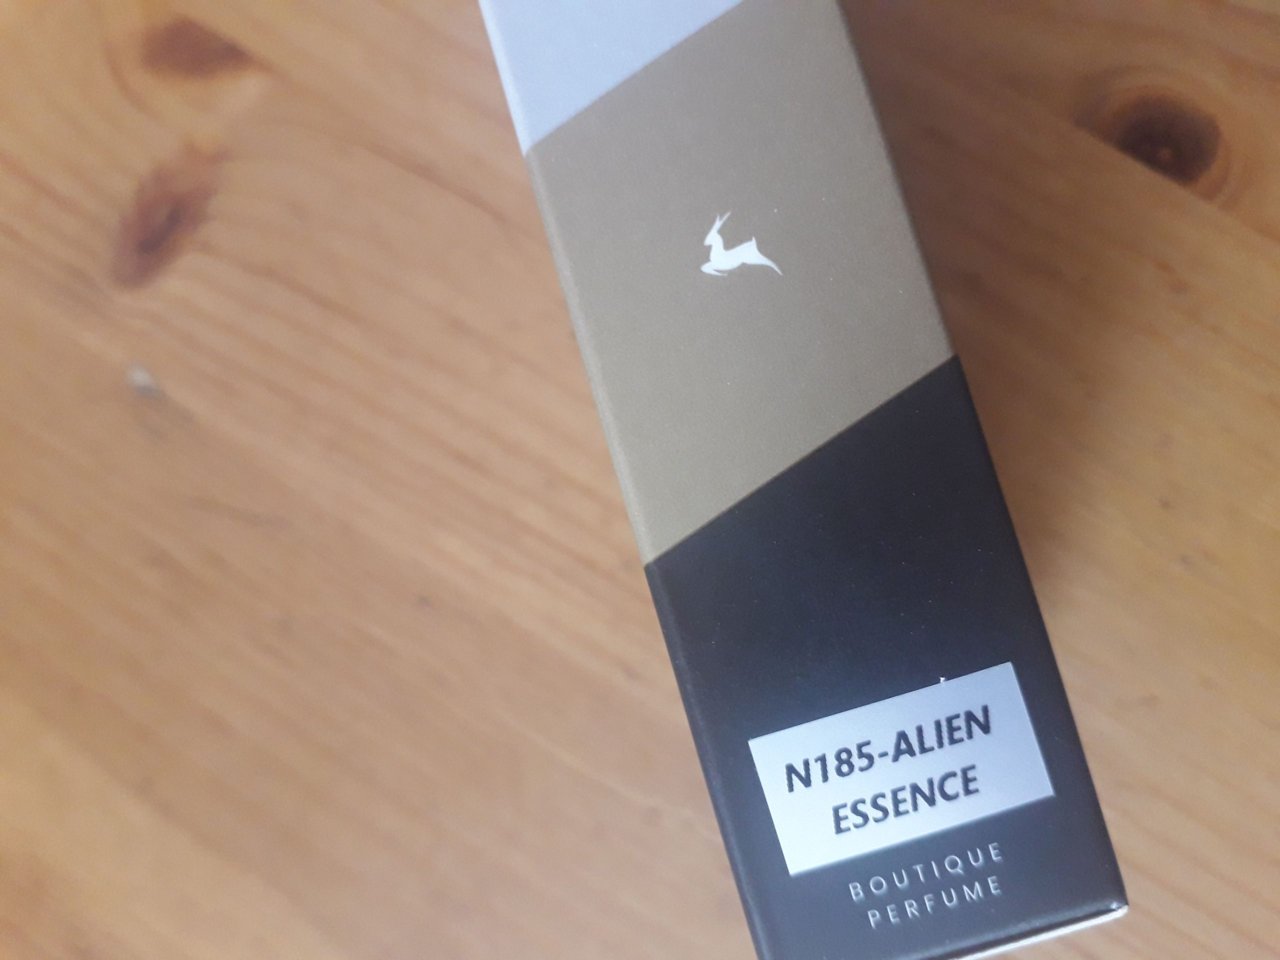 N185-ALIEN
ESSENCE
BOUTIQUE
PERFUME